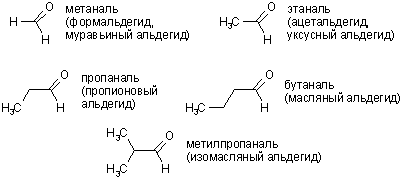 метаналь
(формальдегид,
муравьиный альдегид)
H
O
H
этаналь
(ацетальдегид,
уксусный альдегид)
H₃C
O
H
пропаналь
(пропионовый
альдегид)
H₃C
O
H
бутаналь
(масляный альдегид)
H₃C
O
H
метилпропаналь
(изомасляный альдегид)
H₃C
H₃C
O
H